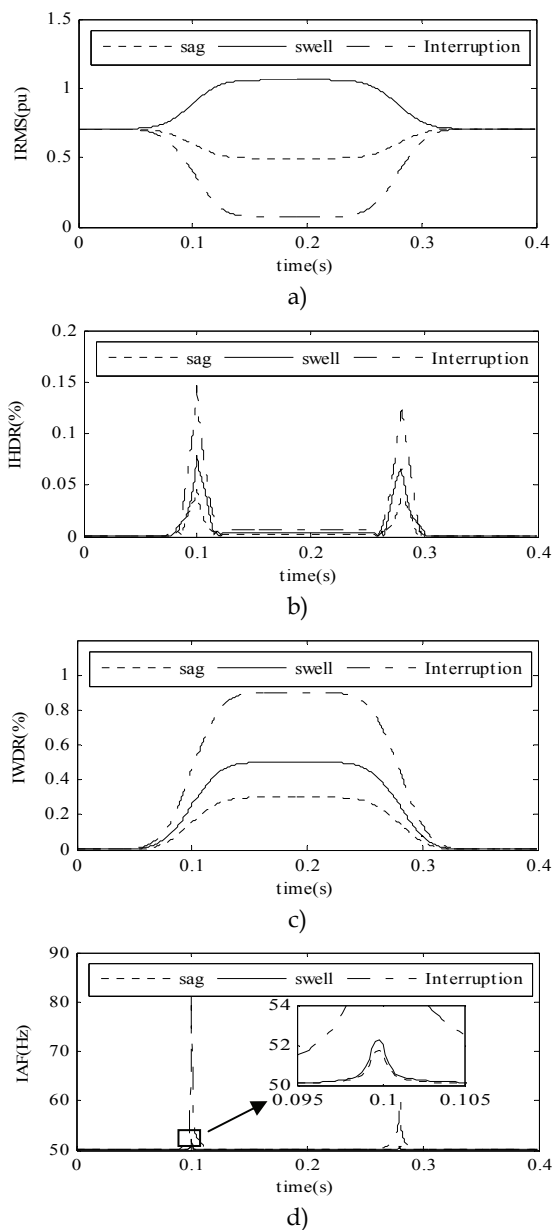 1.5
sag swell Interruption
1
IRMS(pu)
0.5
0
0 0.1 0.2 0.3 0.4
time(s)
a)
0.2
sag swell Interruption
0.15
IHDR(%)
0.1
0.05
0
0 0.1 0.2 0.3 0.4
time(s)
b)
sag swell Interruption
1
0.8
IWDR(%)
0.6
0.4
0.2
0
0 0.1 0.2 0.3 0.4
time(s)
c)
90
sag swell Interruption
80
54
IAF(Hz)
70
52
50
60
0.095 0.1 0.105
50
0 0.1 0.2 0.3 0.4
time(s)
d)